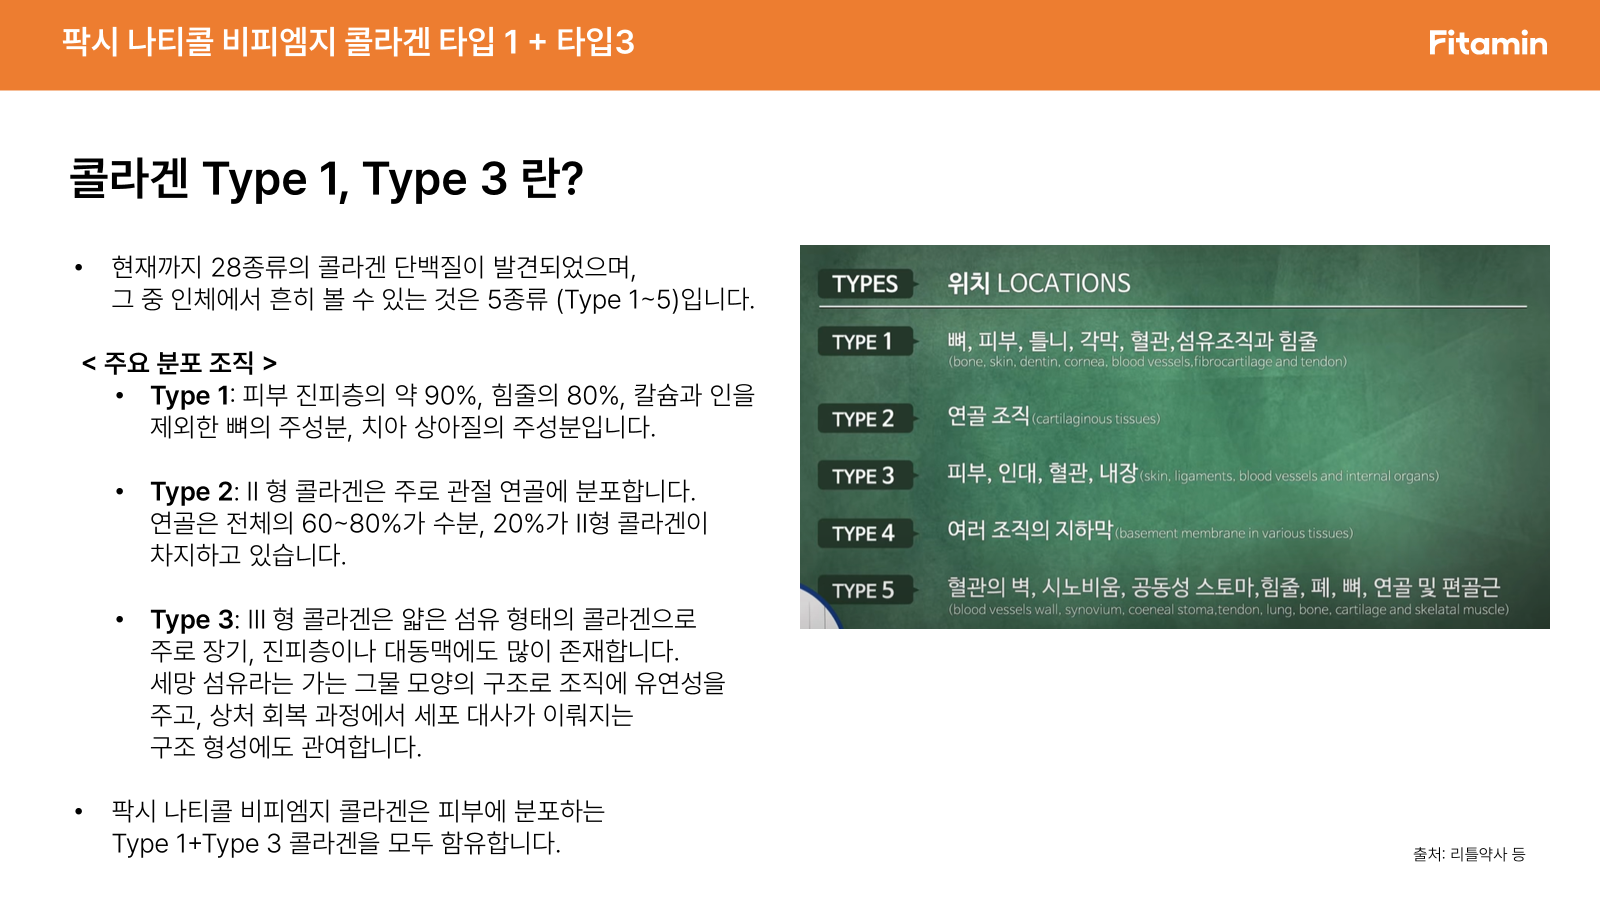 팍시 나티콜 비피엠지 콜라겐 타입 1 + 타입3
Fitamin
콜라겐 Type 1, Type 3 란?
• 현재까지 28종류의 콜라겐 단백질이 발견되었으며,
그 중 인체에서 흔히 볼 수 있는 것은 5종류 (Type 1~5)입니다.
< 주요 분포 조직 >
• Type 1: 피부 진피층의 약 90%, 힘줄의 80%, 칼슘과 인을
제외한 뼈의 주성분, 치아 상아질의 주성분입니다.
• Type 2: II 형 콜라겐은 주로 관절 연골에 분포합니다.
연골은 전체의 60~80%가 수분, 20%가 II형 콜라겐이
차지하고 있습니다.
• Type 3: III 형 콜라겐은 얇은 섬유 형태의 콜라겐으로
주로 장기, 진피층이나 대동맥에도 많이 존재합니다.
세망 섬유라는 가는 그물 모양의 구조로 조직에 유연성을
주고, 상처 회복 과정에서 세포 대사가 이뤄지는
구조 형성에도 관여합니다.
• 팍시 나티콜 비피엠지 콜라겐은 피부에 분포하는
Type 1+Type 3 콜라겐을 모두 함유합니다.
TYPES 위치 LOCATIONS
TYPE 1 뼈, 피부, 틀니, 각막, 혈관,섬유조직과 힘줄
(bone, skin, dentin, cornea, blood vessels,fibrocartilage and tendon)
TYPE 2 연골 조직(cartilaginous tissues)
TYPE 3 피부, 인대, 혈관, 내장(skin, ligaments, blood vessels and internal organs)
TYPE 4 여러 조직의 지하막(basement membrane in various tissues)
TYPE 5 혈관의 벽, 시노비움, 공동성 스토마,힘줄, 폐, 뼈, 연골 및 편골근
(blood vessels wall, synovium, coeneal stoma,tendon, lung, bone, cartilage and skelatal muscle)
출처: 리틀약사 등